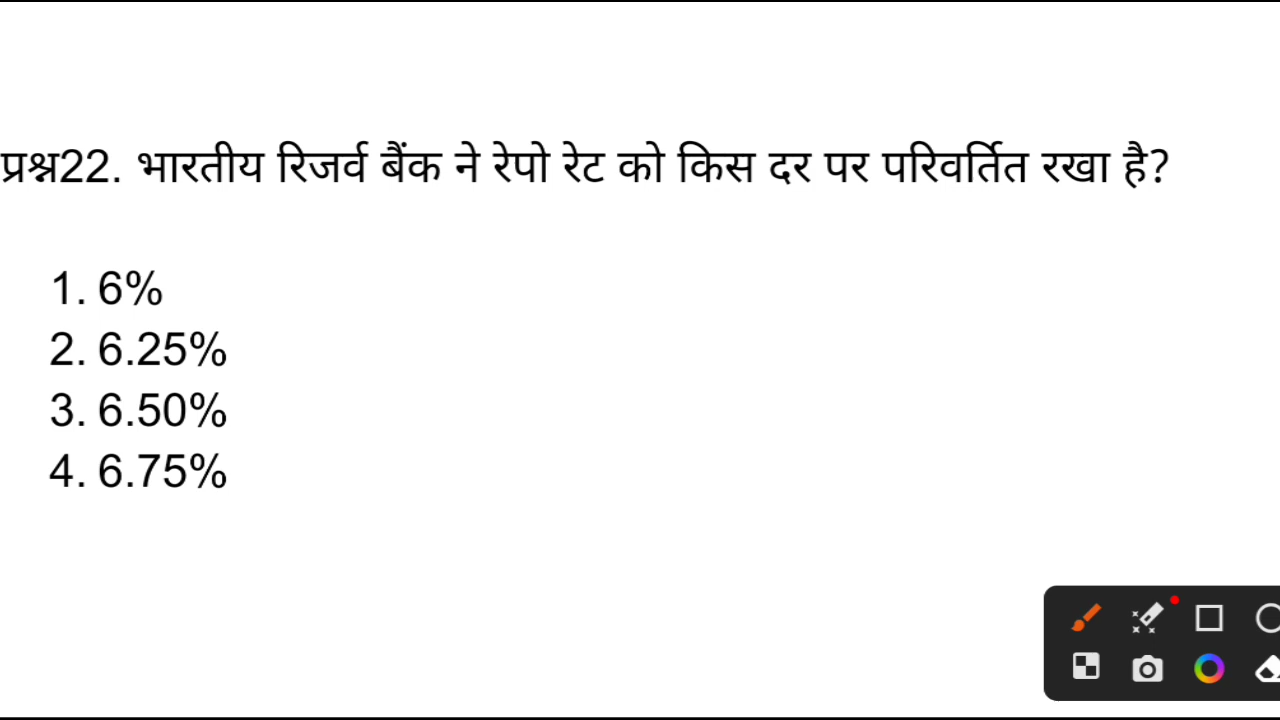 प्रश्न22. भारतीय रिजर्व बैंक ने रेपो रेट को किस दर पर परिवर्तित रखा है?
1. 6%
2. 6.25%
3. 6.50%
4. 6.75%